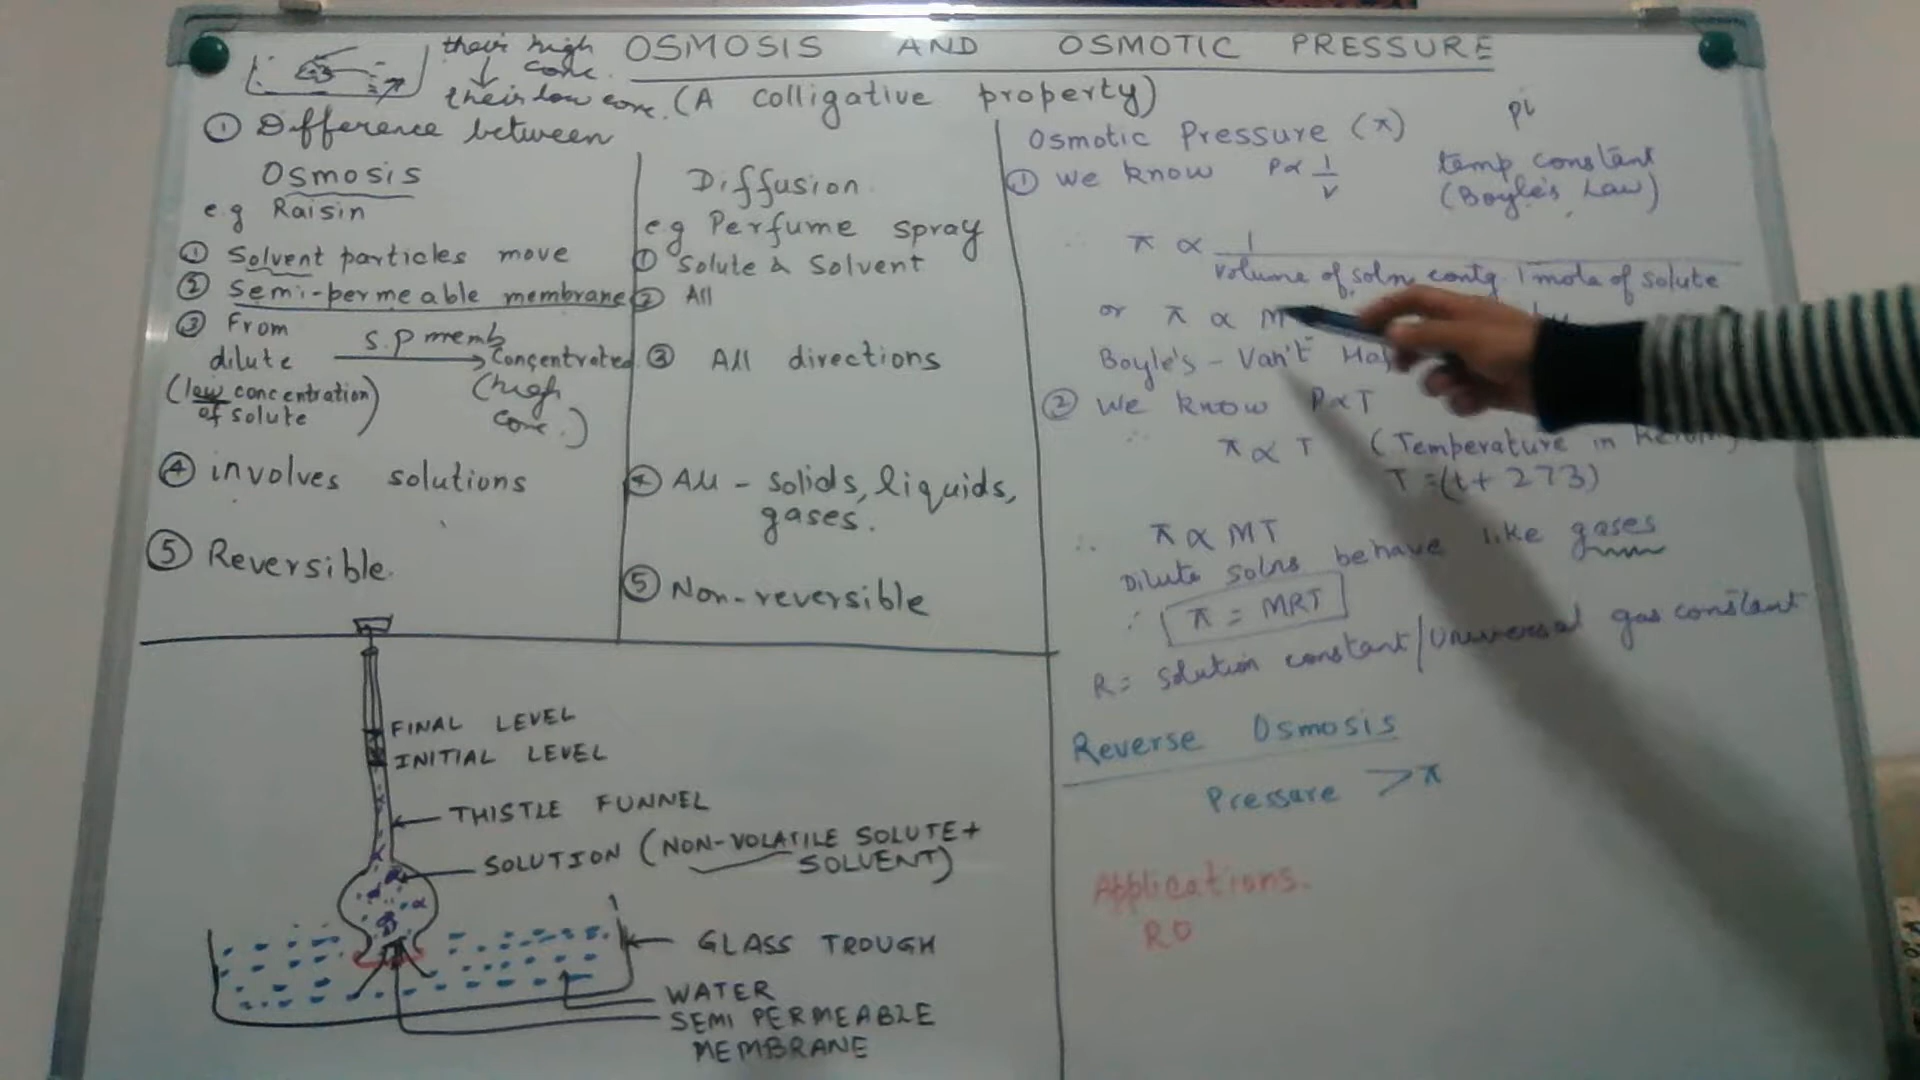 OSMOSIS AND OSMOTIC PRESSURE
(A colligative property)
their high conc.
their low conc.
① Difference between
Osmosis
e.g Raisin
① Solvent particles move
② Semi-permeable membrane
③ From
dilute
s.p memb
Concentrated
(low concentration of solute)
(high conc.)
④ involves solutions
⑤ Reversible.
Diffusion.
e.g Perfume spray
① Solute & Solvent
② All
③ All directions
④ All - solids, liquids,
gases.
⑤ Non-reversible
Osmotic Pressure (π)
pi
① We know P∝ 1/V
temp constant
(Boyle's Law)
∴ π ∝ 1
volume of soln contg 1 mole of solute
or π ∝ M
Boyle's - Van't
② We know P∝T
∴ π ∝ T (Temperature in
T = (t+273)
∴ π ∝ MT
Dilute solns behave like gases
∴ π = MRT
R= solution constant/Universal gas constant
Reverse Osmosis
Pressure > π
Applications.
RO
FINAL LEVEL
INITIAL LEVEL
THISTLE FUNNEL
SOLUTION (NON-VOLATILE SOLUTE+
SOLVENT)
GLASS TROUGH
WATER
SEMI PERMEABLE
MEMBRANE